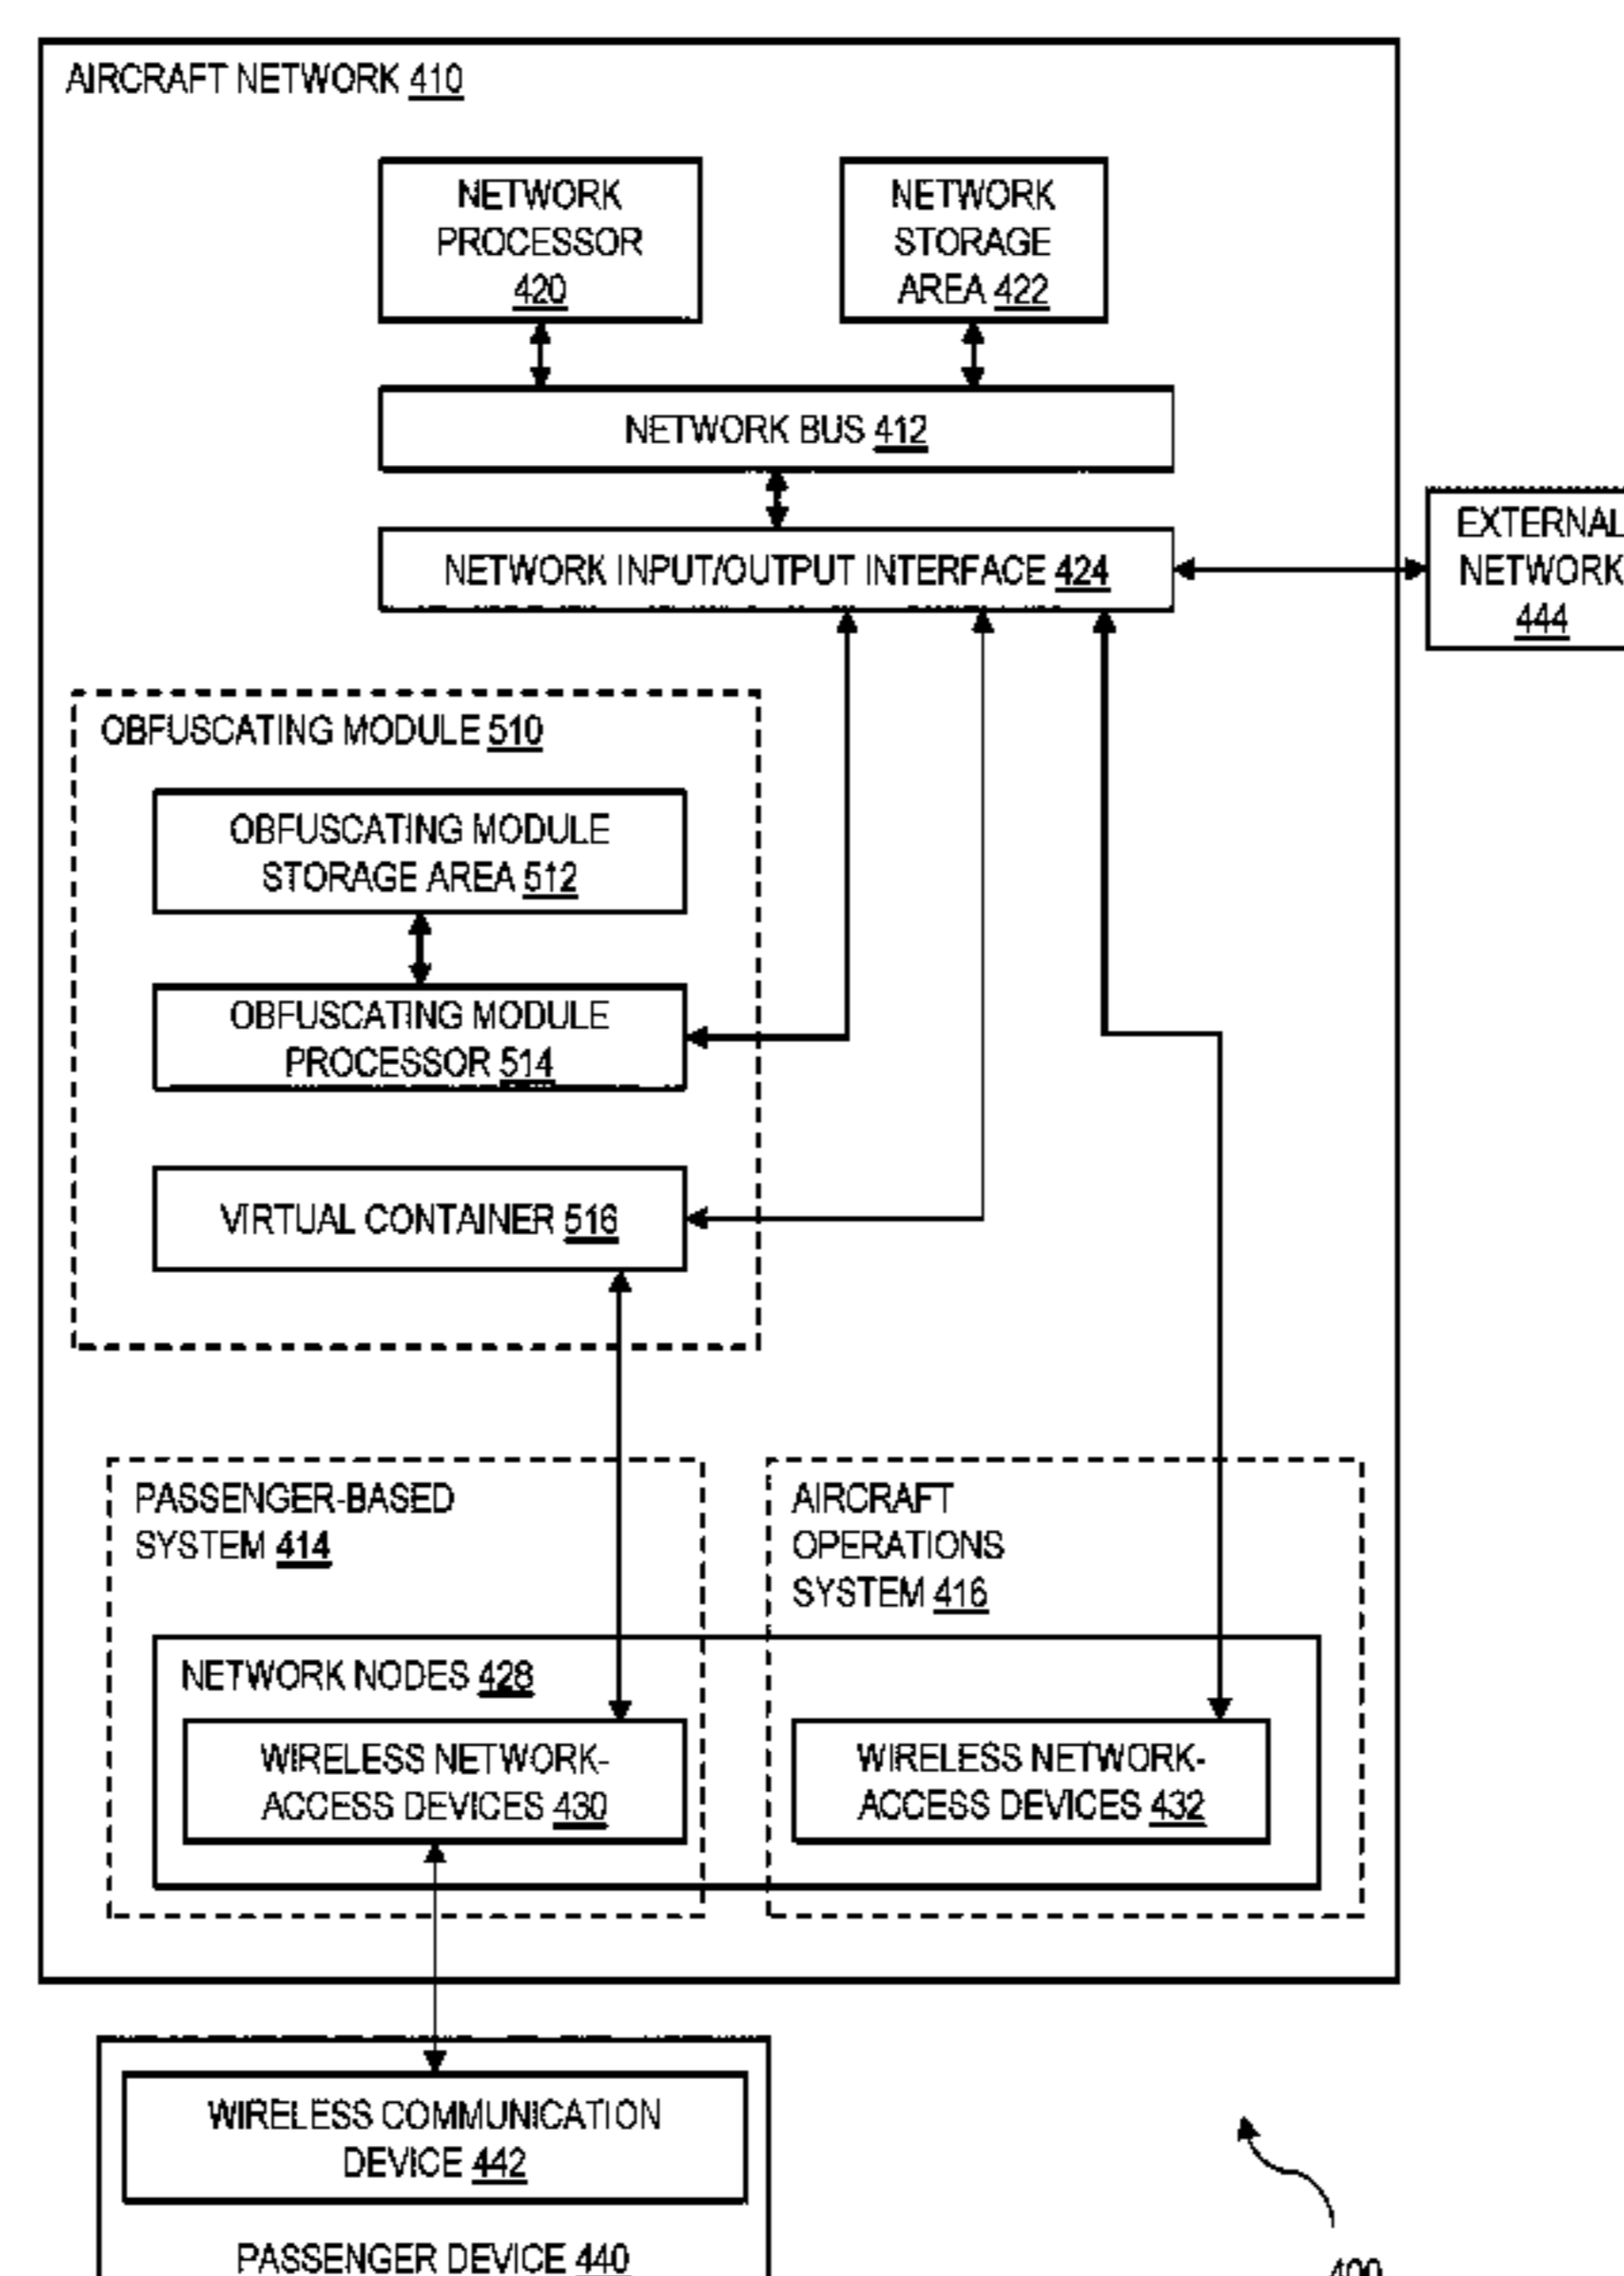 AIRCRAFT NETWORK 410
NETWORK
PROCESSOR
420
NETWORK
STORAGE
AREA 422
NETWORK BUS 412
NETWORK INPUT/OUTPUT INTERFACE 424
EXTERNAL
NETWORK
444
OBFUSCATING MODULE 510
OBFUSCATING MODULE
STORAGE AREA 512
OBFUSCATING MODULE
PROCESSOR 514
VIRTUAL CONTAINER 516
PASSENGER-BASED
SYSTEM 414
AIRCRAFT
OPERATIONS
SYSTEM 416
NETWORK NODES 428
WIRELESS NETWORK-
ACCESS DEVICES 430
WIRELESS NETWORK-
ACCESS DEVICES 432
WIRELESS COMMUNICATION
DEVICE 442
PASSENGER DEVICE 440
400